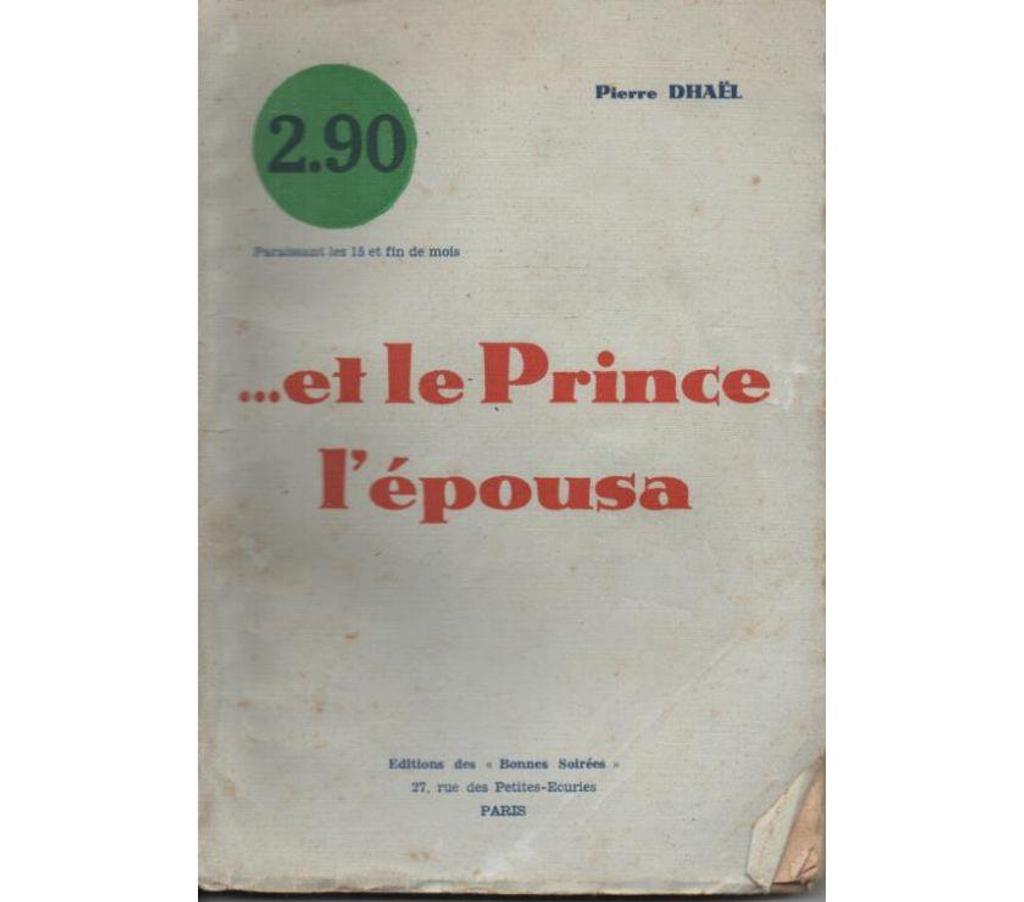 Pierre DHAËL
2.90
Paraissant les 15 et fin de mois
...et le Prince
l'épousa
Editions des « Bonnes Soirées »
27, rue des Petites-Ecuries
PARIS